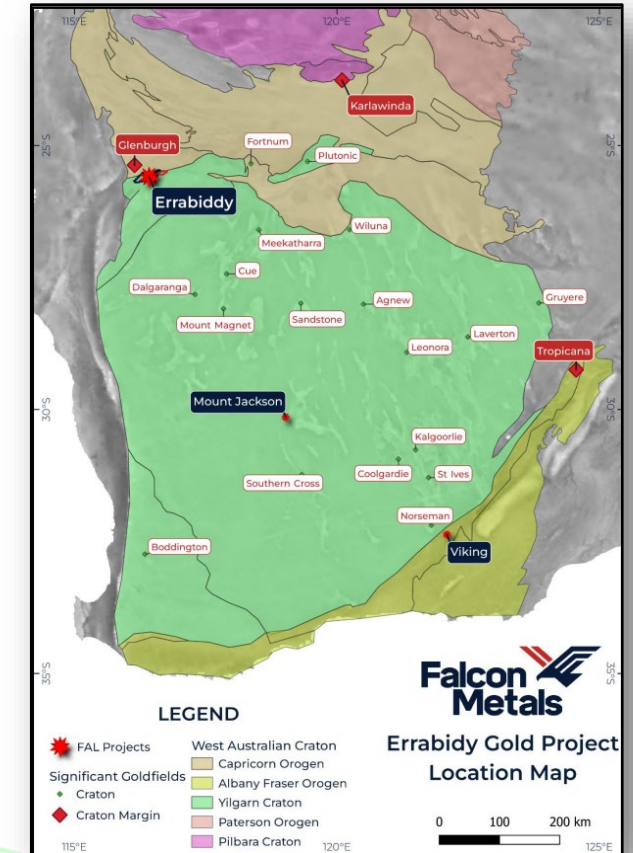 115°E 120°E 125°E
Karlawinda
25°S
25°S
Glenburgh
Fortnum
Plutonic
Errabiddy
Meekatharra
Wiluna
Cue
Dalgaranga
Mount Magnet
Sandstone
Agnew
Gruyere
Laverton
Leonora
Tropicana
Mount Jackson
30°S
30°S
Kalgoorlie
Coolgardie
St Ives
Southern Cross
Norseman
Viking
Boddington
35°S
35°S
Falcon
Metals
Errabidy Gold Project
Location Map
0 100 200 km
LEGEND
FAL Projects
Significant Goldfields
Craton
Craton Margin
West Australian Craton
Capricorn Orogen
Albany Fraser Orogen
Yilgarn Craton
Paterson Orogen
Pilbara Craton
115°E 120°E 125°E